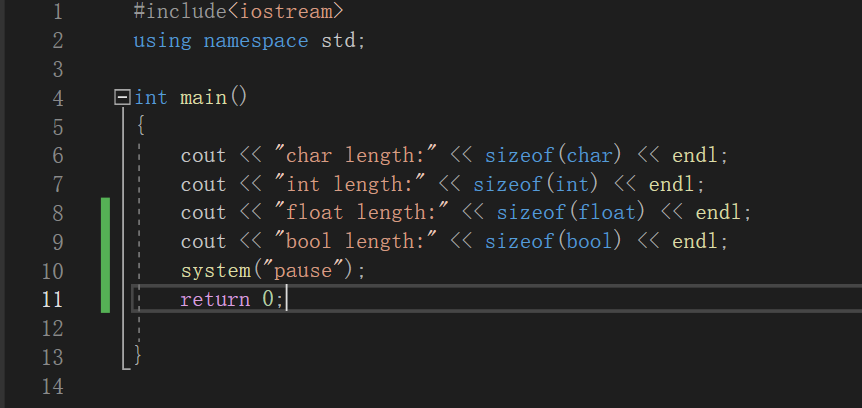 1 #include<iostream>
2 using namespace std;
3
4 int main()
5 {
6 cout << "char length:" << sizeof(char) << endl;
7 cout << "int length:" << sizeof(int) << endl;
8 cout << "float length:" << sizeof(float) << endl;
9 cout << "bool length:" << sizeof(bool) << endl;
10 system("pause");
11 return 0;
12
13 }
14